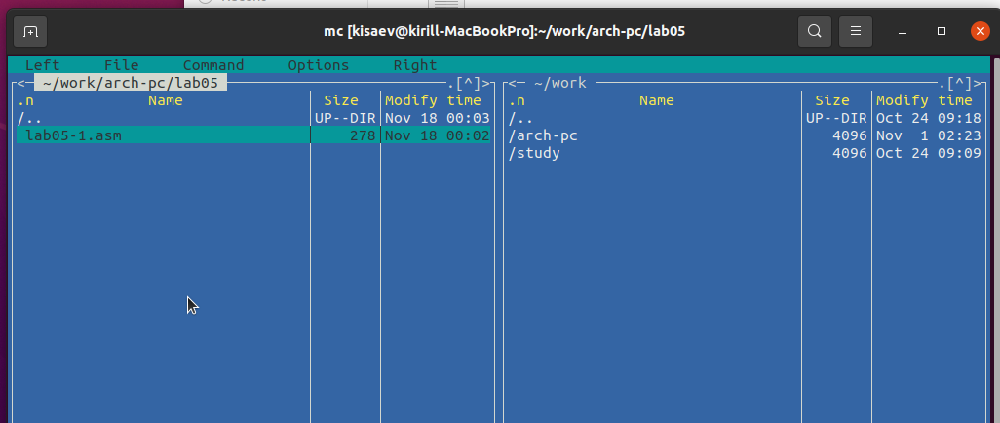 Recent
mc [kisaev@kirill-MacBookPro]:~/work/arch-pc/lab05
Left File Command Options Right
<─ ~/work/arch-pc/lab05 ─.[^]>
.n Name Size Modify time
/.. UP--DIR Nov 18 00:03
lab05-1.asm 278 Nov 18 00:02
<─ ~/work ─.[^]>
.n Name Size Modify time
/.. UP--DIR Oct 24 09:18
/arch-pc 4096 Nov 1 02:23
/study 4096 Oct 24 09:09